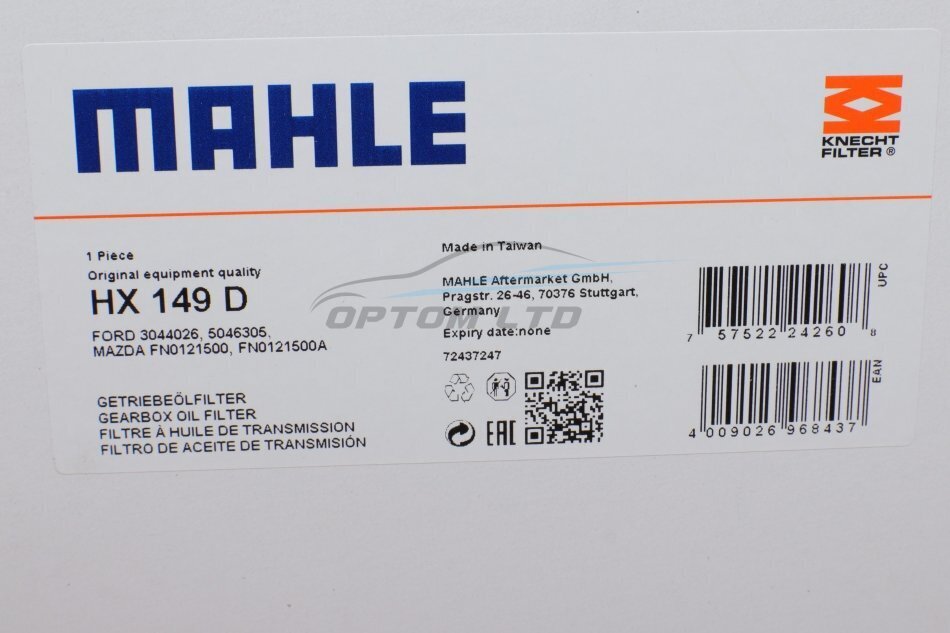 MAHLE
KNECHT
FILTER®
1 Piece
Original equipment quality
HX 149 D
FORD 3044026, 5046305,
MAZDA FN0121500, FN0121500A
GETRIEBEÖLFILTER
GEARBOX OIL FILTER
FILTRE À HUILE DE TRANSMISSION
FILTRO DE ACEITE DE TRANSMISIÓN
Made in Taiwan
MAHLE Aftermarket GmbH,
Pragstr. 26-46, 70376 Stuttgart,
Germany
Expiry date:none
72437247
EAC
OPTOM LTD
UPC
7 57522 24260 8
EAN
4 009026 968437